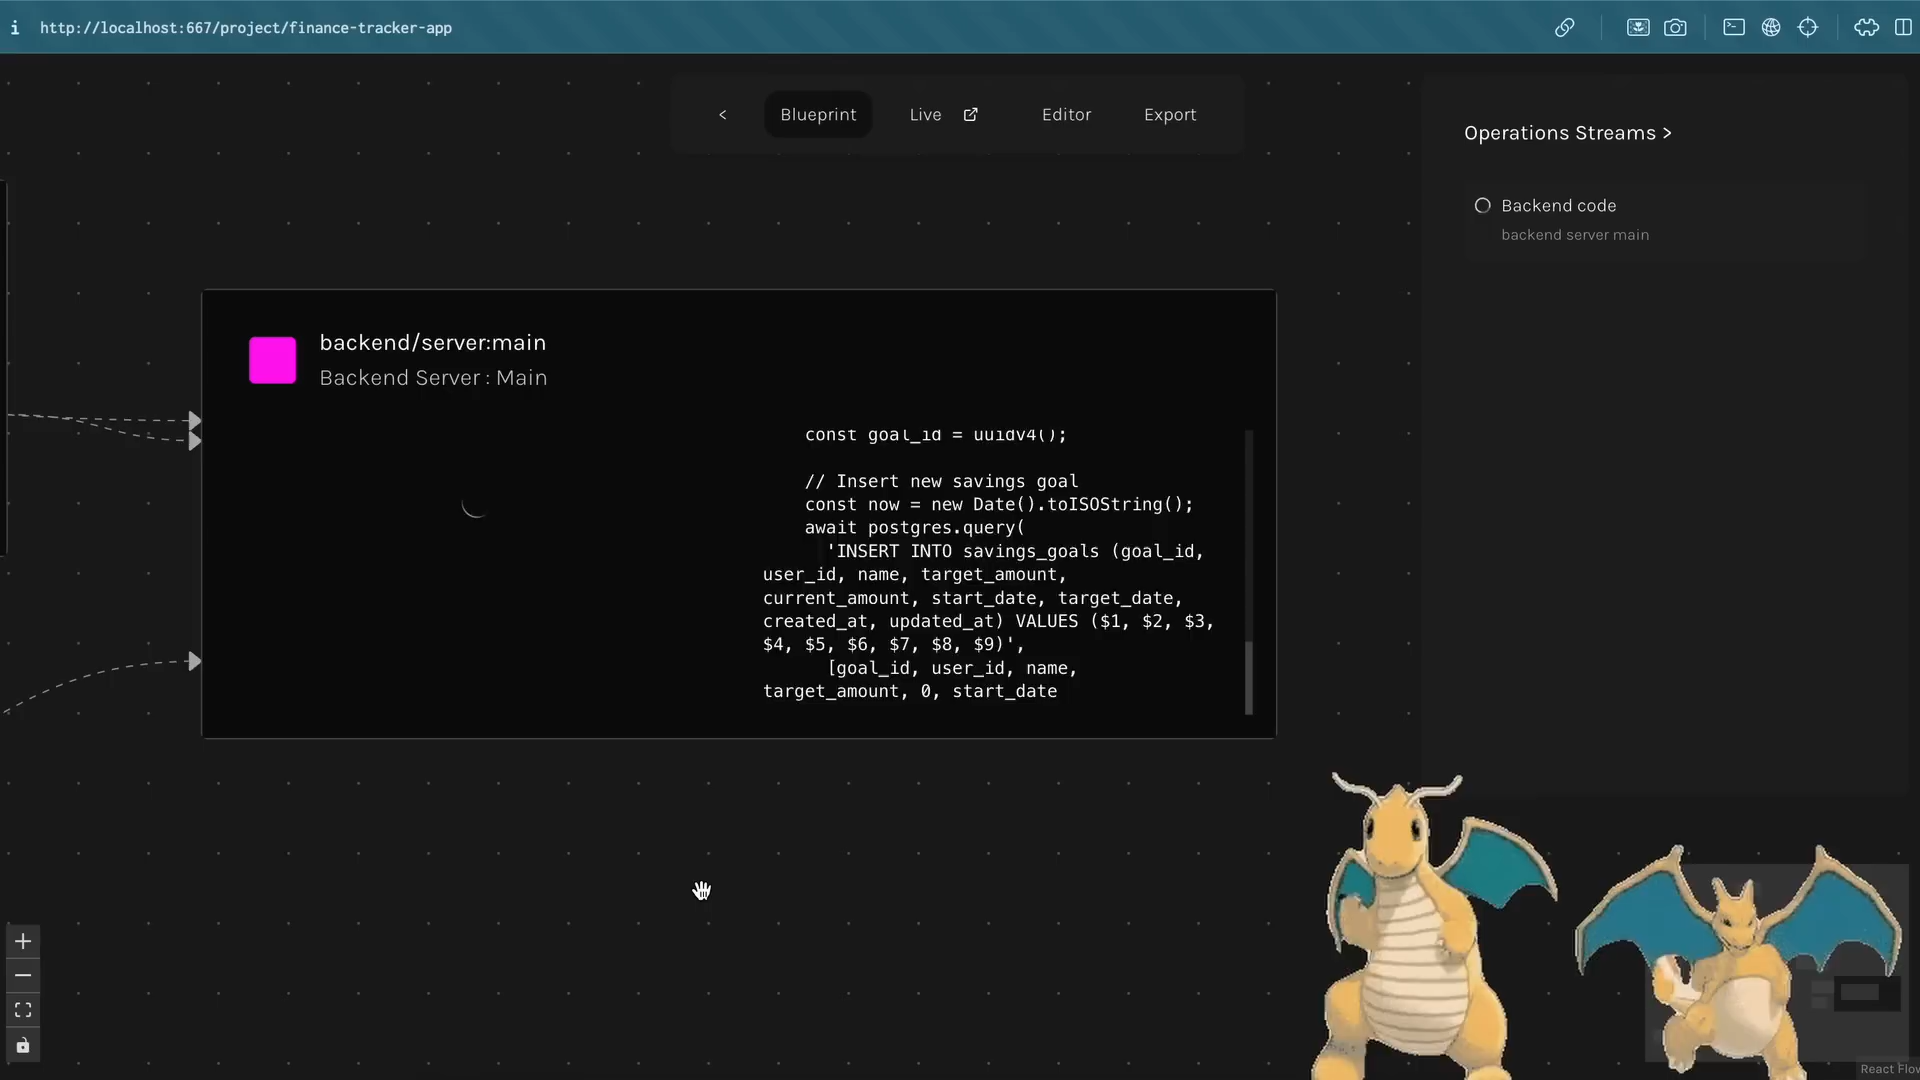 http://localhost:667/project/finance-tracker-app
<
Blueprint
Live
Editor
Export
Operations Streams >
Backend code
backend server main
backend/server:main
Backend Server : Main
const goal_id = uuidv4();
// Insert new savings goal
const now = new Date().toISOString();
await postgres.query(
'INSERT INTO savings_goals (goal_id,
user_id, name, target_amount,
current_amount, start_date, target_date,
created_at, updated_at) VALUES ($1, $2, $3,
$4, $5, $6, $7, $8, $9)',
[goal_id, user_id, name,
target_amount, 0, start_date
React Flow